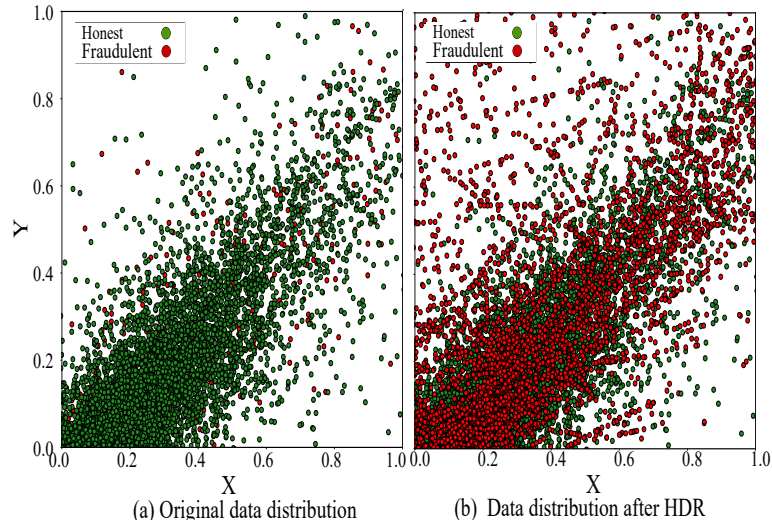 Honest
Fraudulent
Honest
Fraudulent
1.0
0.8
0.6
0.4
0.2
0.0
Y
0.0 0.2 0.4 0.6 0.8 1.0
0.0 0.2 0.4 0.6 0.8 1.0
X
X
(a) Original data distribution
(b) Data distribution after HDR